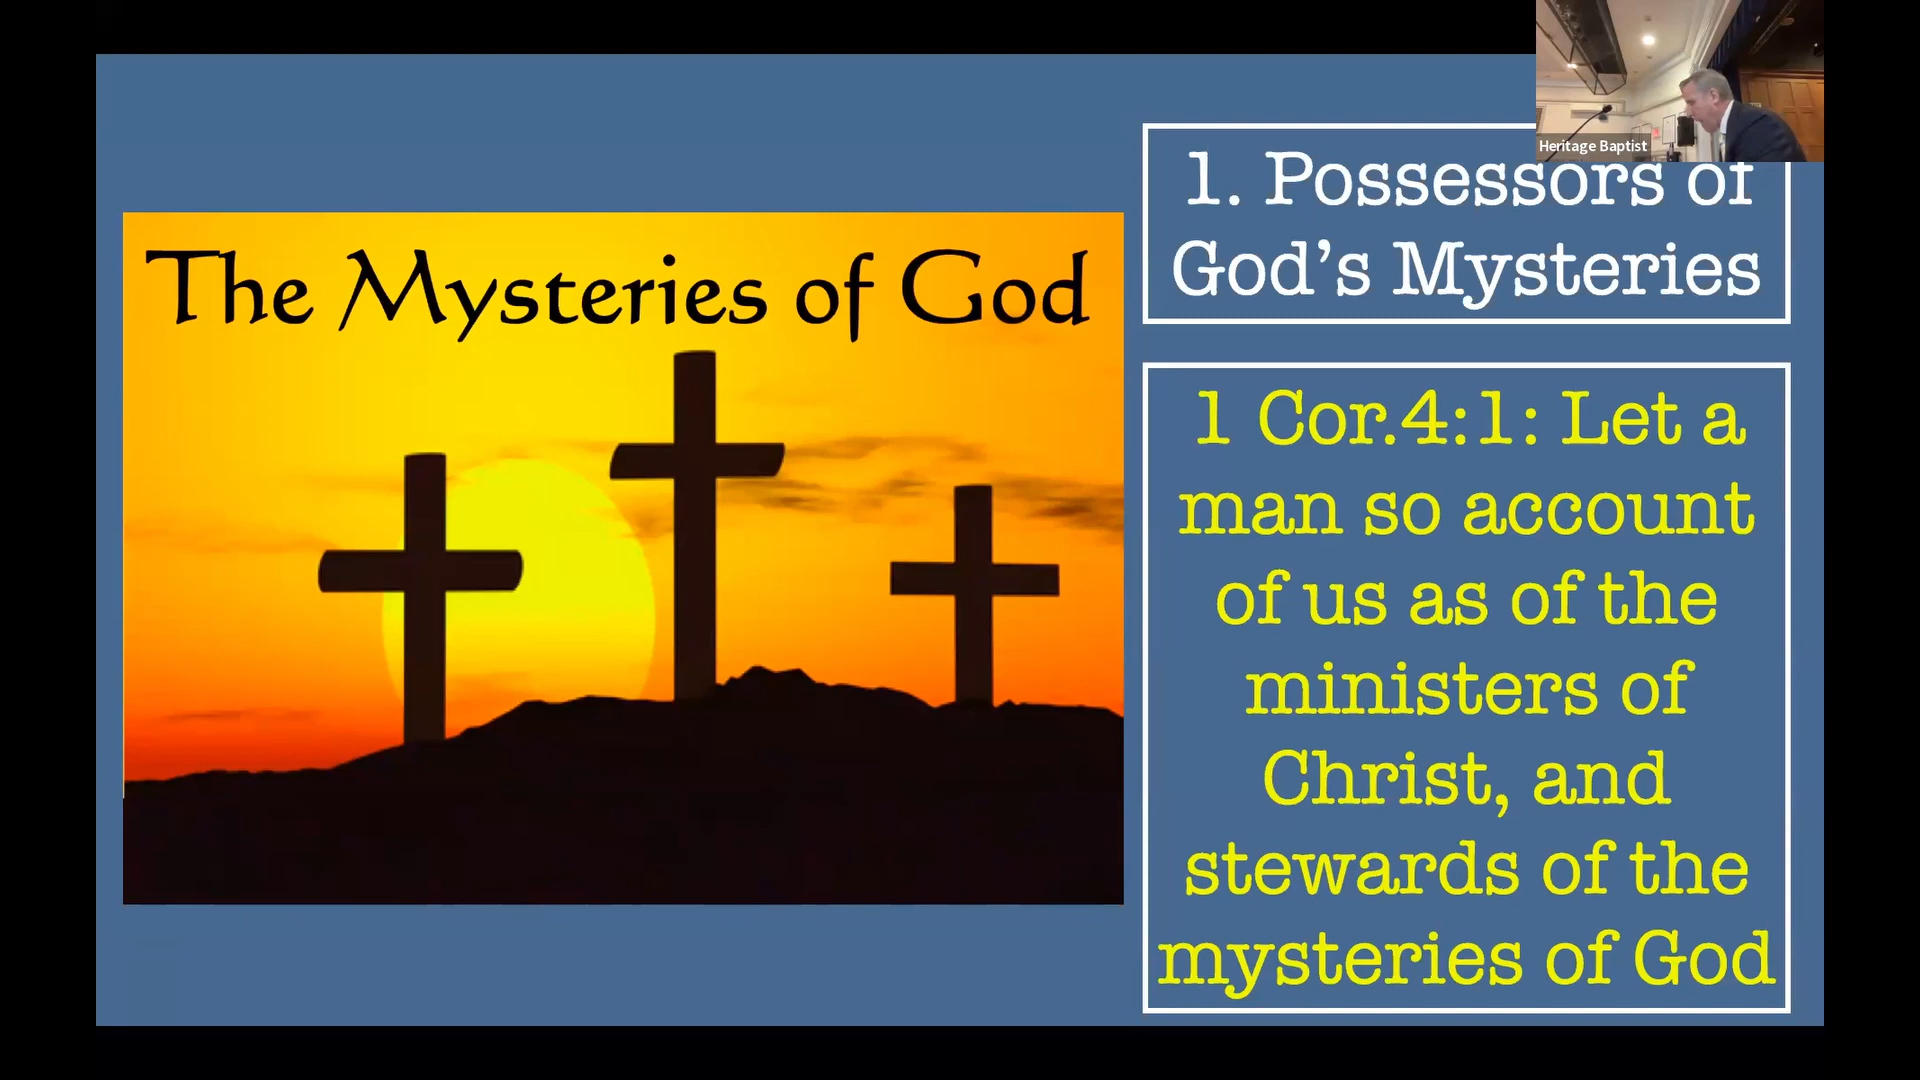 Heritage Baptist
The Mysteries of God
1. Possessors of
God's Mysteries
1 Cor.4:1: Let a
man so account
of us as of the
ministers of
Christ, and
stewards of the
mysteries of God